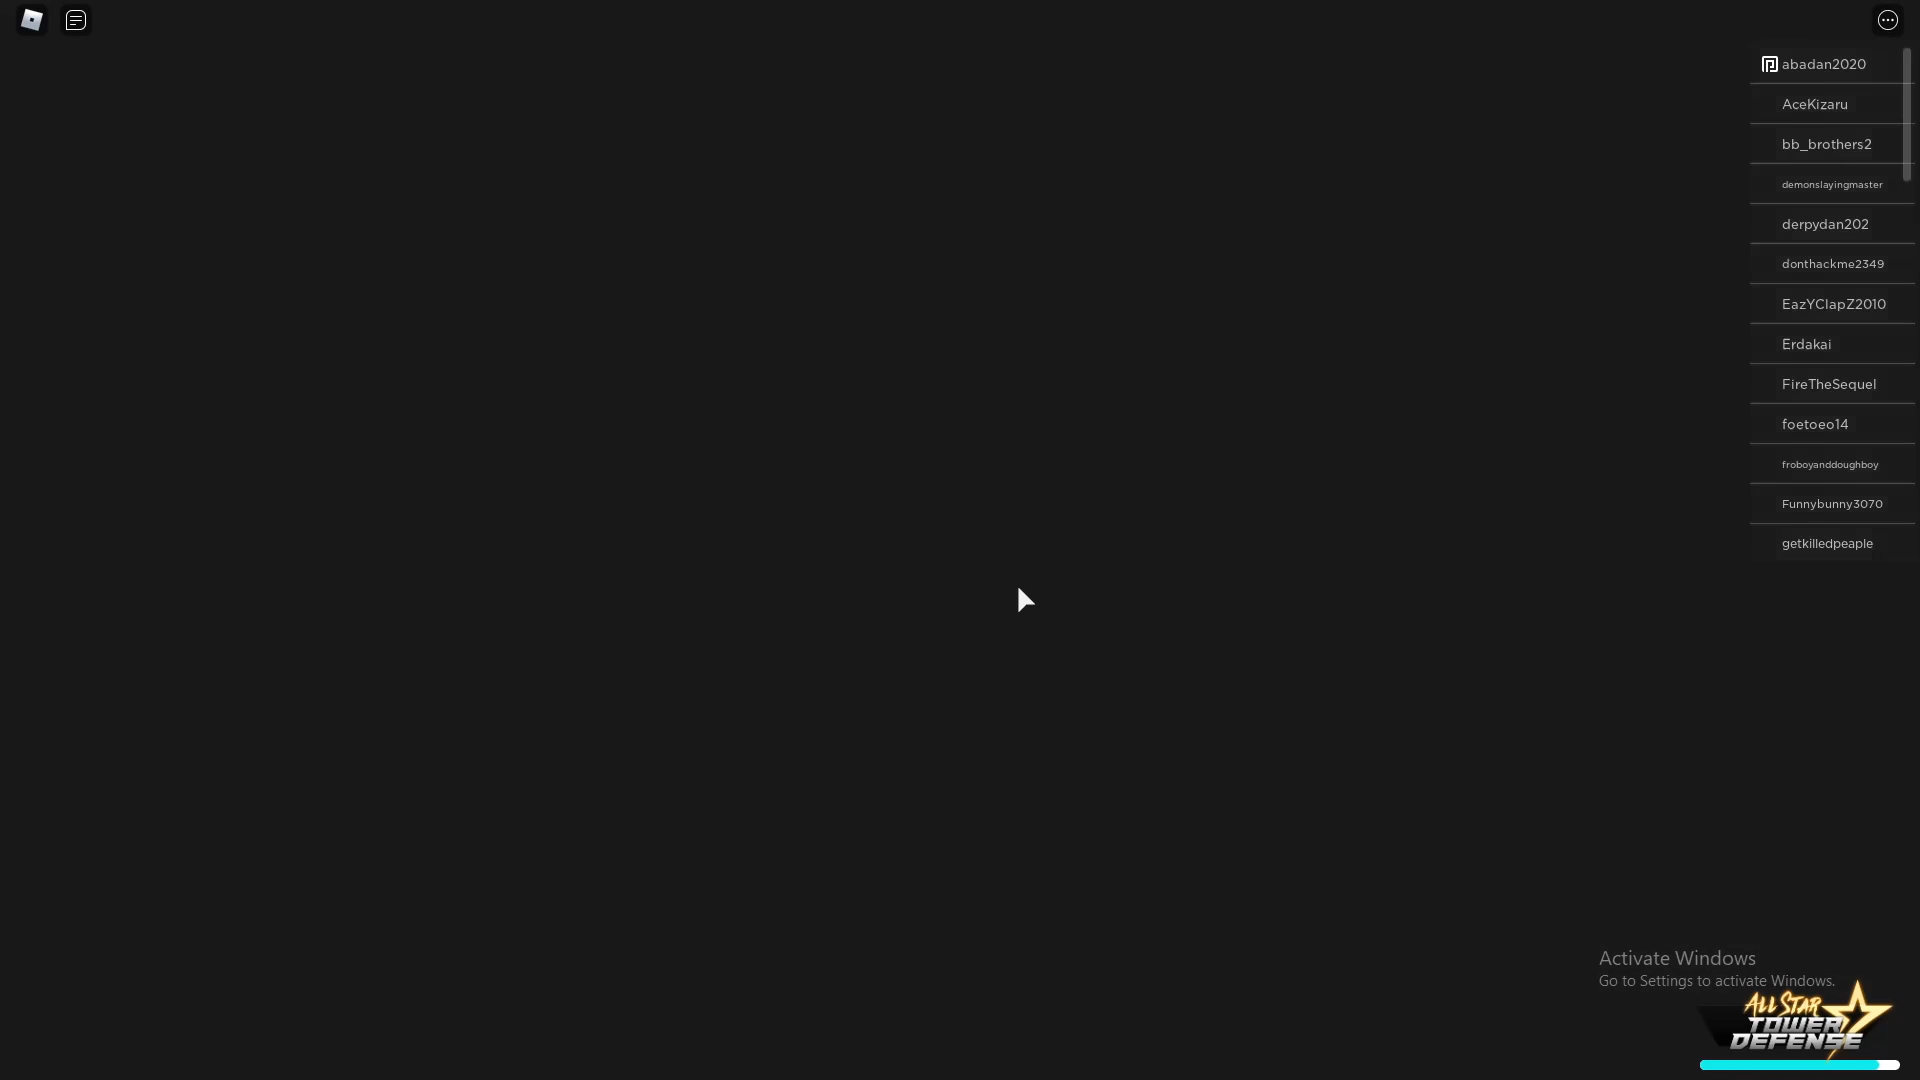 abadan2020
AceKizaru
bb_brothers2
demonslayingmaster
derpydan202
donthackme2349
EazYClapZ2010
Erdakai
FireTheSequel
foetoeo14
froboyanddoughboy
Funnybunny3070
getkilledpeaple
Activate Windows
Go to Settings to activate Windows.
ALL STAR
TOWER
DEFENSE